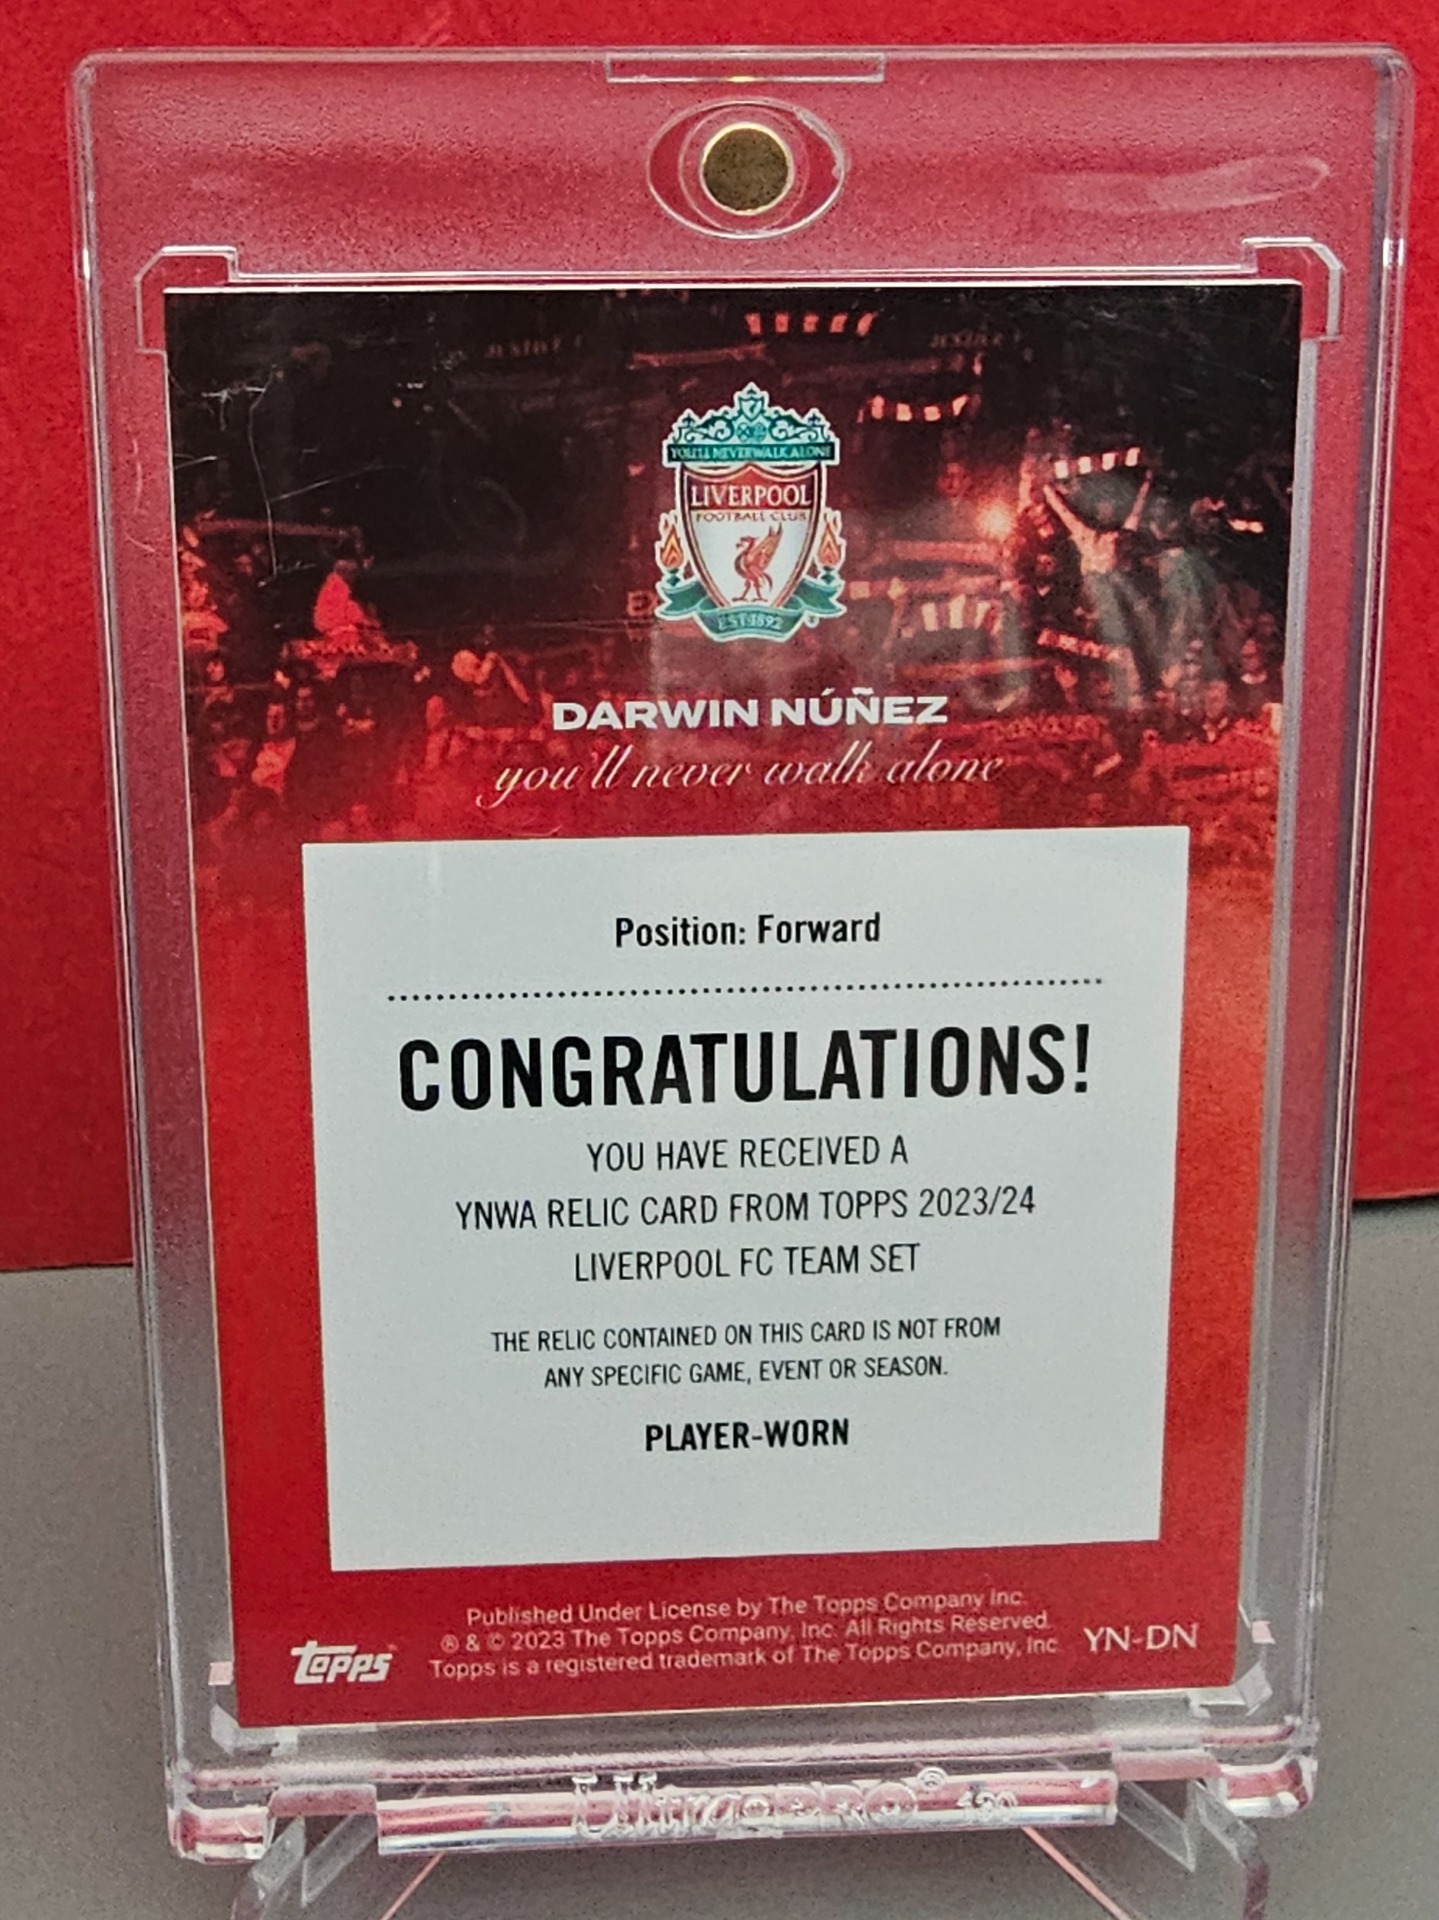 YOU'LL NEVER WALK ALONE
LIVERPOOL
FOOTBALL CLUB
EST·1892
DARWIN NÚÑEZ
you'll never walk alone
Position: Forward
CONGRATULATIONS!
YOU HAVE RECEIVED A
YNWA RELIC CARD FROM TOPPS 2023/24
LIVERPOOL FC TEAM SET
THE RELIC CONTAINED ON THIS CARD IS NOT FROM
ANY SPECIFIC GAME, EVENT OR SEASON.
PLAYER-WORN
Published Under License by The Topps Company Inc.
® & © 2023 The Topps Company, Inc. All Rights Reserved.
Topps is a registered trademark of The Topps Company, Inc
topps
YN-DN
Ultra•PRO®